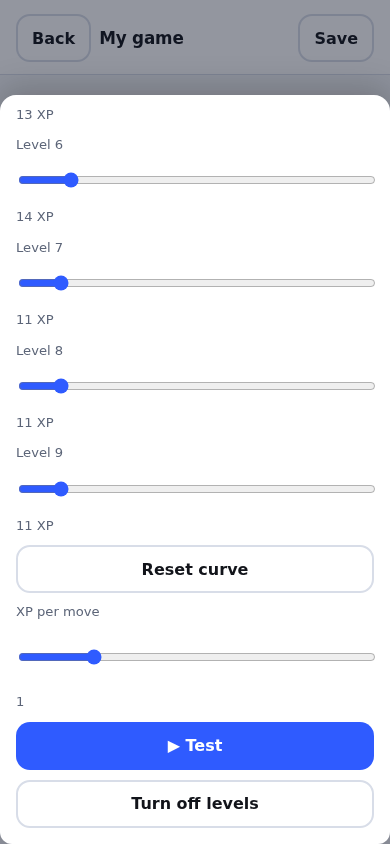 Back
My game
Save
13 XP
Level 6
14 XP
Level 7
11 XP
Level 8
11 XP
Level 9
11 XP
Reset curve
XP per move
1
▶ Test
Turn off levels